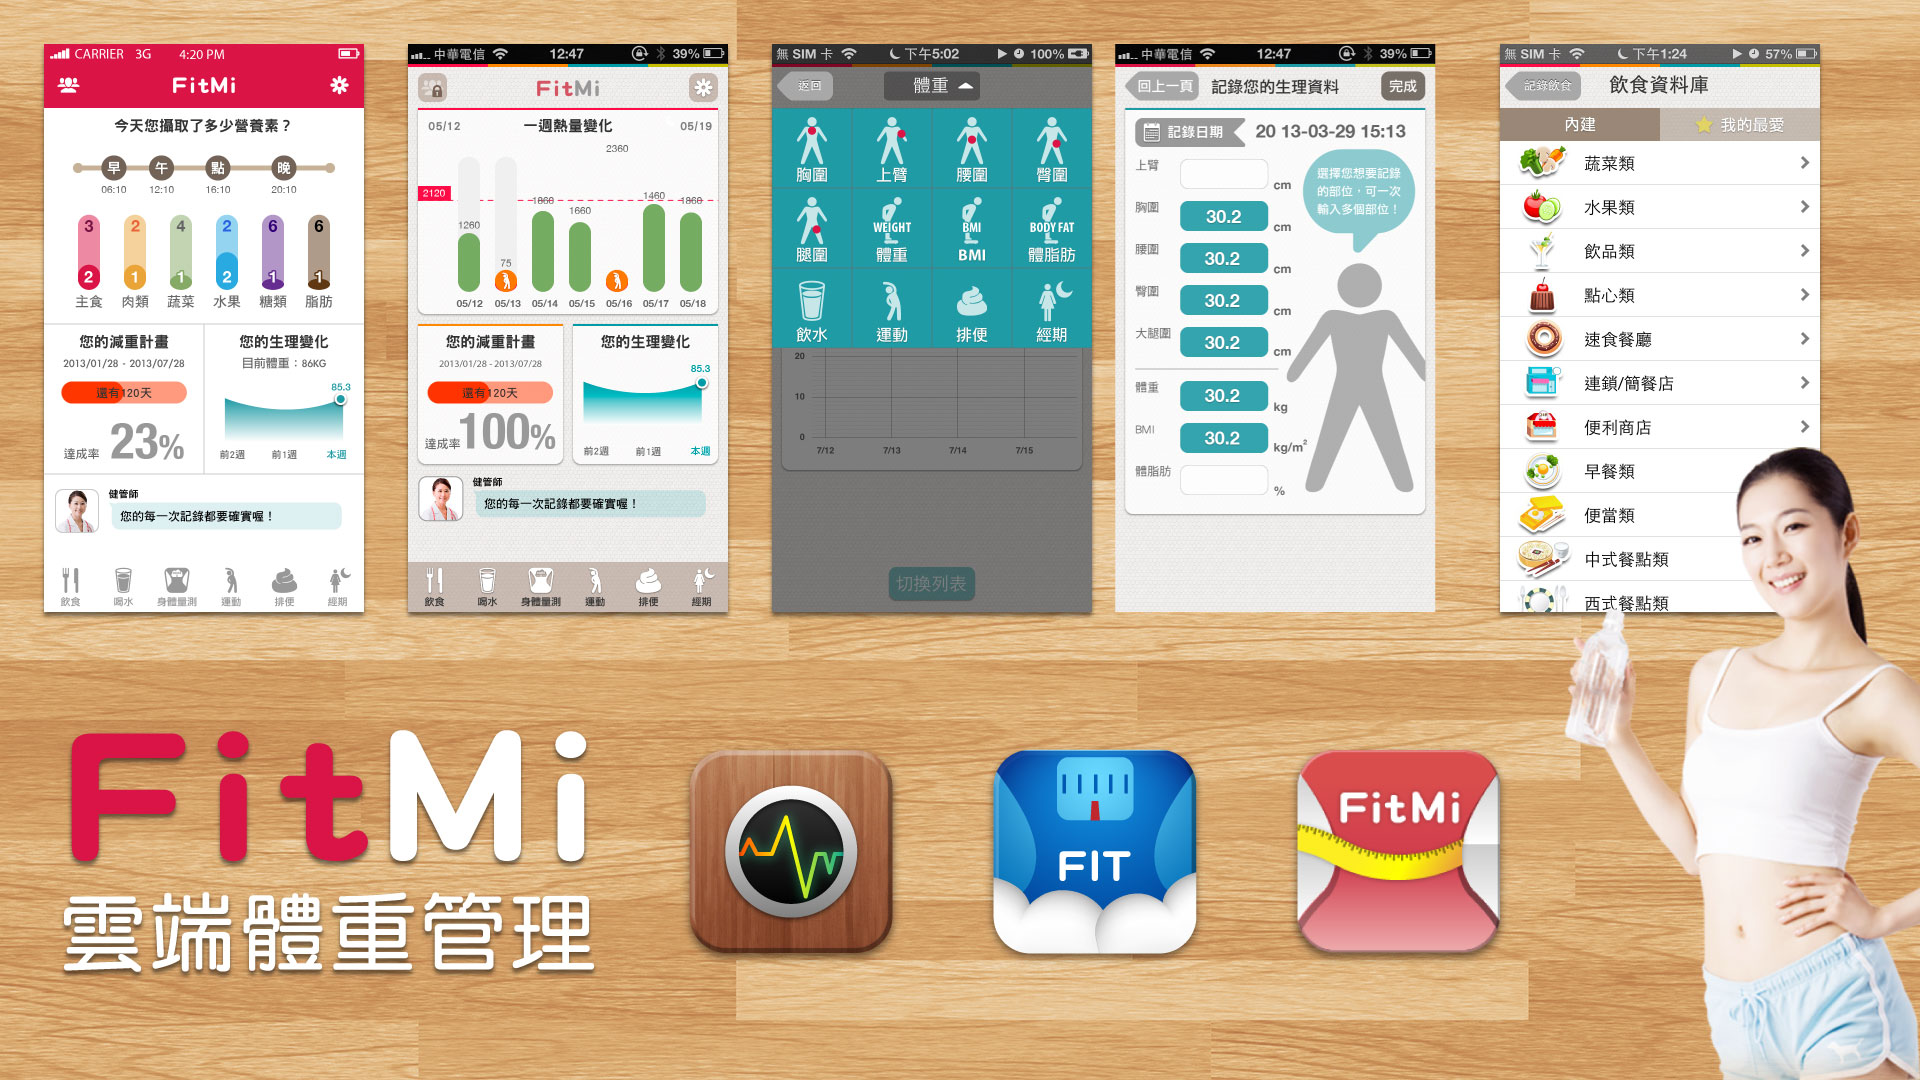 CARRIER 3G 4:20 PM
FitMi
今天您攝取了多少營養素？
早 午 點 晚
06:10 12:10 16:10 20:10
3 2 4 2 6 6
2 1 1 2 1 1
主食 肉類 蔬菜 水果 糖類 脂肪
您的減重計畫
2013/01/28 - 2013/07/28
還有120天
達成率 23%
您的生理變化
目前體重：86KG
85.3
前2週 前1週 本週
健管師
您的每一次記錄都要確實喔！
飲食 喝水 身體量測 運動 排便 經期
中華電信 12:47 39%
FitMi
05/12 一週熱量變化 05/19
2360
2120
1260 75 1860 1660 1460 1860
05/12 05/13 05/14 05/15 05/16 05/17 05/18
您的減重計畫
2013/01/28 - 2013/07/28
還有120天
達成率 100%
您的生理變化
85.3
前2週 前1週 本週
健管師
您的每一次記錄都要確實喔！
飲食 喝水 身體量測 運動 排便 經期
無 SIM 卡 下午5:02 100%
返回 體重
胸圍 上臂 腰圍 臀圍
WEIGHT BMI BODY FAT
腿圍 體重 BMI 體脂肪
飲水 運動 排便 經期
20
10
0
7/12 7/13 7/14 7/15
切換列表
中華電信 12:47 39%
回上一頁 記錄您的生理資料 完成
記錄日期 20 13-03-29 15:13
上臂 cm
胸圍 30.2 cm
腰圍 30.2 cm
臀圍 30.2 cm
大腿圍 30.2 cm
體重 30.2 kg
BMI 30.2 kg/m²
體脂肪 %
選擇您想要記錄
的部位，可一次
輸入多個部位！
無 SIM 卡 下午1:24 57%
記錄飲食 飲食資料庫
內建 我的最愛
蔬菜類
水果類
飲品類
點心類
速食餐廳
連鎖/簡餐店
便利商店
早餐類
便當類
中式餐點類
西式餐點類
FitMi
雲端體重管理
FIT
FitMi